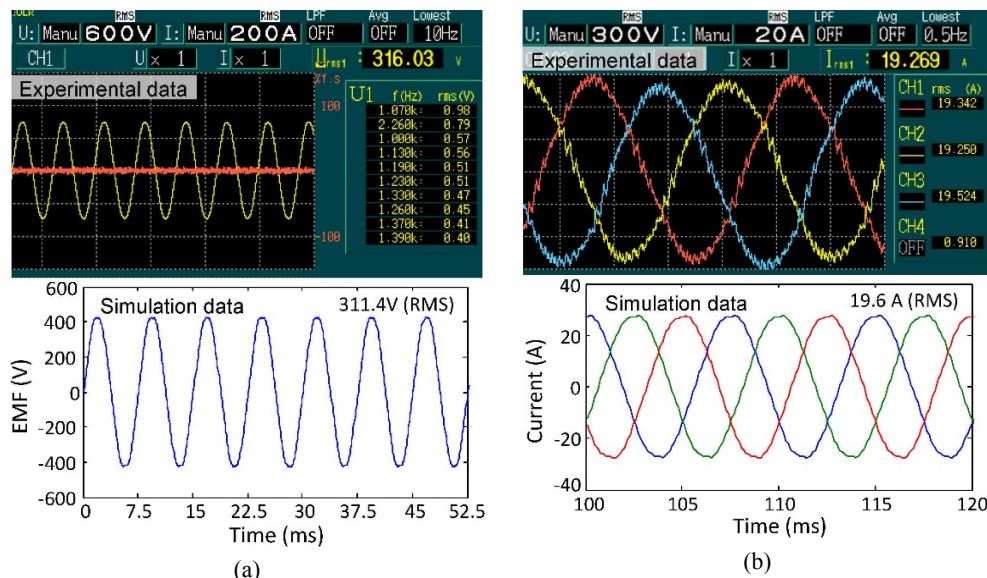 RMS RMS LPF Avg Lowest
U: Manu 600V I: Manu 200A OFF OFF 10Hz
CH1 U × 1 I × 1 Urms1 : 316.03 V
Experimental data
%f.s
100
-100
U1 f(Hz) rms(V)
1.070k: 0.98
2.260k: 0.79
1.000k: 0.57
1.130k: 0.56
1.190k: 0.51
1.230k: 0.51
1.330k: 0.47
1.260k: 0.45
1.370k: 0.41
1.390k: 0.40
Simulation data 311.4V (RMS)
EMF (V)
600
400
200
0
-200
-400
-600
0 7.5 15 22.5 30 37.5 45 52.5
Time (ms)
(a)
RMS RMS LPF Avg Lowest
U: Manu 300V I: Manu 20A OFF OFF 0.5Hz
Experimental data I × 1 Irms1 : 19.269 A
CH1 rms (A)
19.342
CH2
19.250
CH3
19.524
CH4
OFF 0.910
Simulation data 19.6 A (RMS)
Current (A)
40
20
0
-20
-40
100 105 110 115 120
Time (ms)
(b)